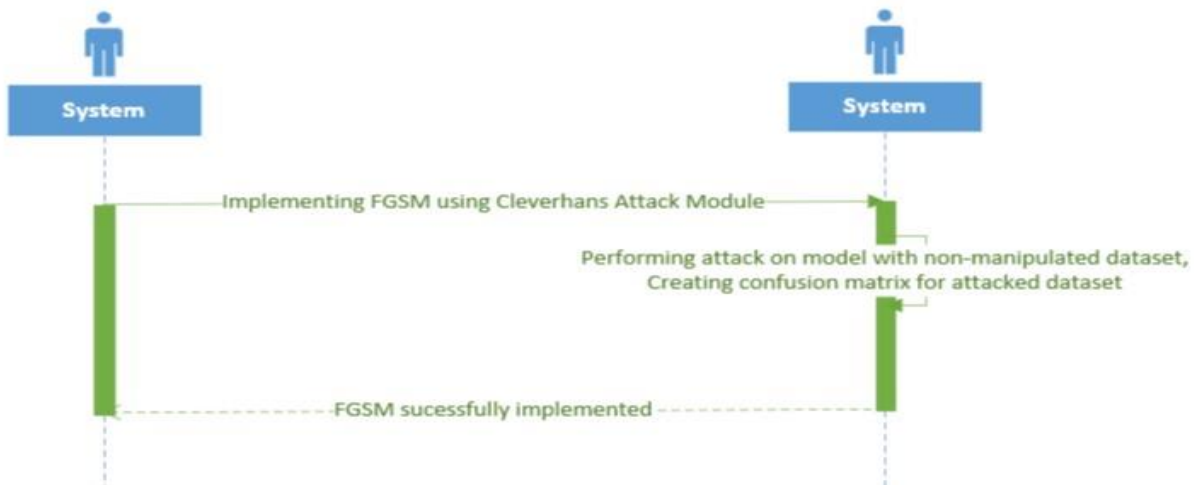 System
System
Implementing FGSM using Cleverhans Attack Module
Performing attack on model with non-manipulated dataset,
Creating confusion matrix for attacked dataset
FGSM sucessfully implemented